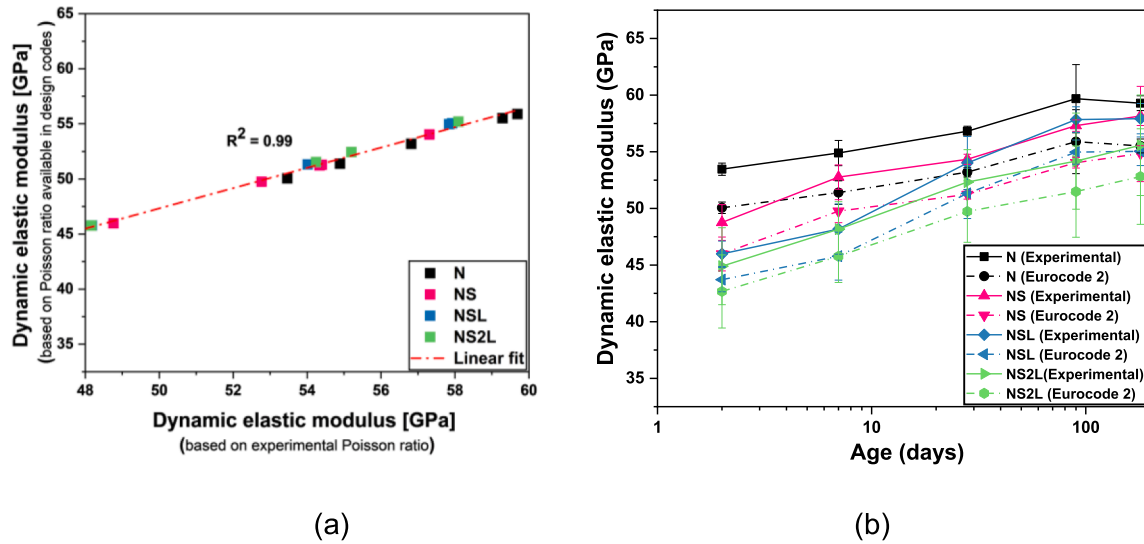 65
60
55
50
45
40
35
Dynamic elastic modulus [GPa]
(based on Poisson ratio available in design codes)
R² = 0.99
N
NS
NSL
NS2L
Linear fit
48 50 52 54 56 58 60
Dynamic elastic modulus [GPa]
(based on experimental Poisson ratio)
(a)
65
60
55
50
45
40
35
Dynamic elastic modulus (GPa)
N (Experimental)
N (Eurocode 2)
NS (Experimental)
NS (Eurocode 2)
NSL (Experimental)
NSL (Eurocode 2)
NS2L(Experimental)
NS2L (Eurocode 2)
1 10 100
Age (days)
(b)